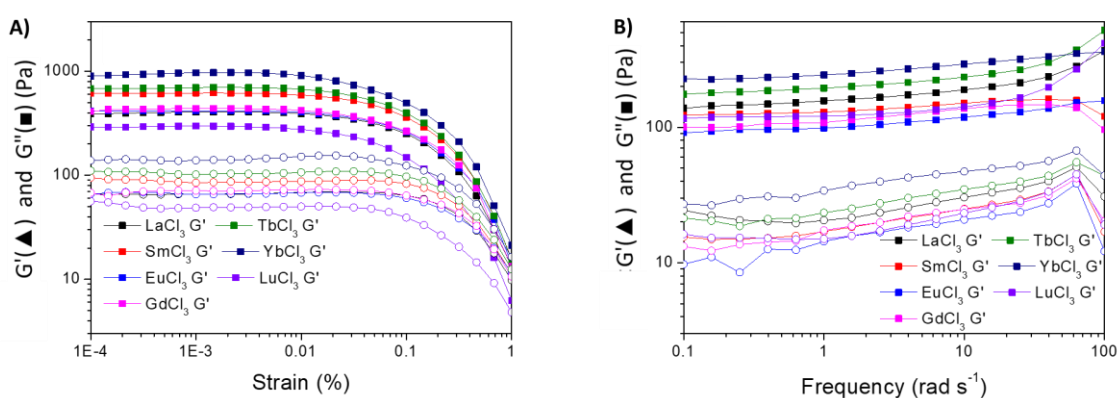 A)
G'(▲) and G''(■) (Pa)
1000
100
10
1E-4
1E-3
0.01
0.1
1
Strain (%)
LaCl₃ G'
TbCl₃ G'
SmCl₃ G'
YbCl₃ G'
EuCl₃ G'
LuCl₃ G'
GdCl₃ G'
B)
G'(▲) and G''(■) (Pa)
100
10
0.1
1
10
100
Frequency (rad s⁻¹)
LaCl₃ G'
TbCl₃ G'
SmCl₃ G'
YbCl₃ G'
EuCl₃ G'
LuCl₃ G'
GdCl₃ G'